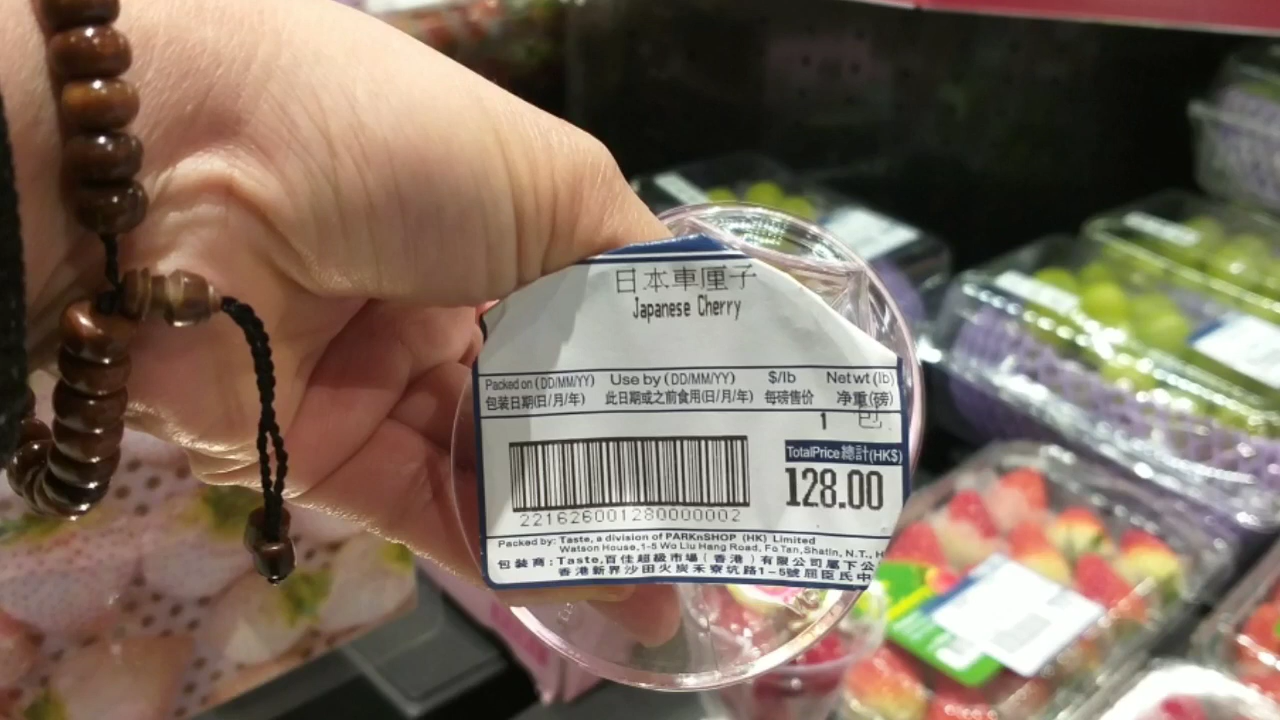 日本車厘子
Japanese Cherry
Packed on (DD/MM/YY) Use by (DD/MM/YY) $/lb Net wt (lb)
包装日期(日/月/年) 此日期或之前食用(日/月/年) 每磅售价 净重(磅)
1 包
TotalPrice 總計(HK$)
128.00
221626001280000002
Packed by: Taste, a division of PARKnSHOP (HK) Limited
Watson House, 1-5 Wo Liu Hang Road, Fo Tan, Shatin, N.T., H
包装商: Taste, 百佳超級市場(香港)有限公司屬下公
香港新界沙田火炭禾寮坑路1-5號屈臣氏中